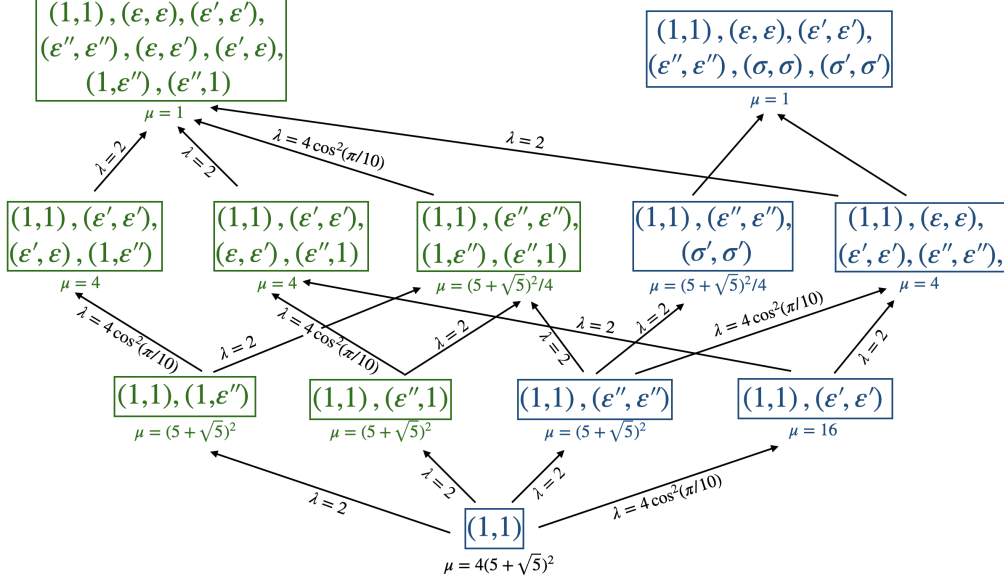 (1,1) , (ε, ε), (ε′, ε′),
(ε″, ε″) , (ε, ε′) , (ε′, ε),
(1,ε″) , (ε″,1)
μ = 1
(1,1) , (ε, ε), (ε′, ε′),
(ε″, ε″) , (σ, σ) , (σ′, σ′)
μ = 1
λ = 2
λ = 2
λ = 4 cos²(π/10)
λ = 2
(1,1) , (ε′, ε′),
(ε′, ε) , (1,ε″)
μ = 4
(1,1) , (ε′, ε′),
(ε, ε′) , (ε″,1)
μ = 4
(1,1) , (ε″, ε″),
(1,ε″) , (ε″,1)
μ = (5 + √5)²/4
(1,1) , (ε″, ε″),
(σ′, σ′)
μ = (5 + √5)²/4
(1,1) , (ε, ε),
(ε′, ε′), (ε″, ε″),
μ = 4
λ = 4 cos²(π/10)
λ = 2
λ = 4 cos²(π/10)
λ = 2
λ = 2
λ = 2
λ = 2
λ = 4 cos²(π/10)
λ = 2
(1,1), (1,ε″)
μ = (5 + √5)²
(1,1) , (ε″,1)
μ = (5 + √5)²
(1,1) , (ε″, ε″)
μ = (5 + √5)²
(1,1) , (ε′, ε′)
μ = 16
λ = 2
λ = 2
λ = 2
λ = 4 cos²(π/10)
(1,1)
μ = 4(5 + √5)²